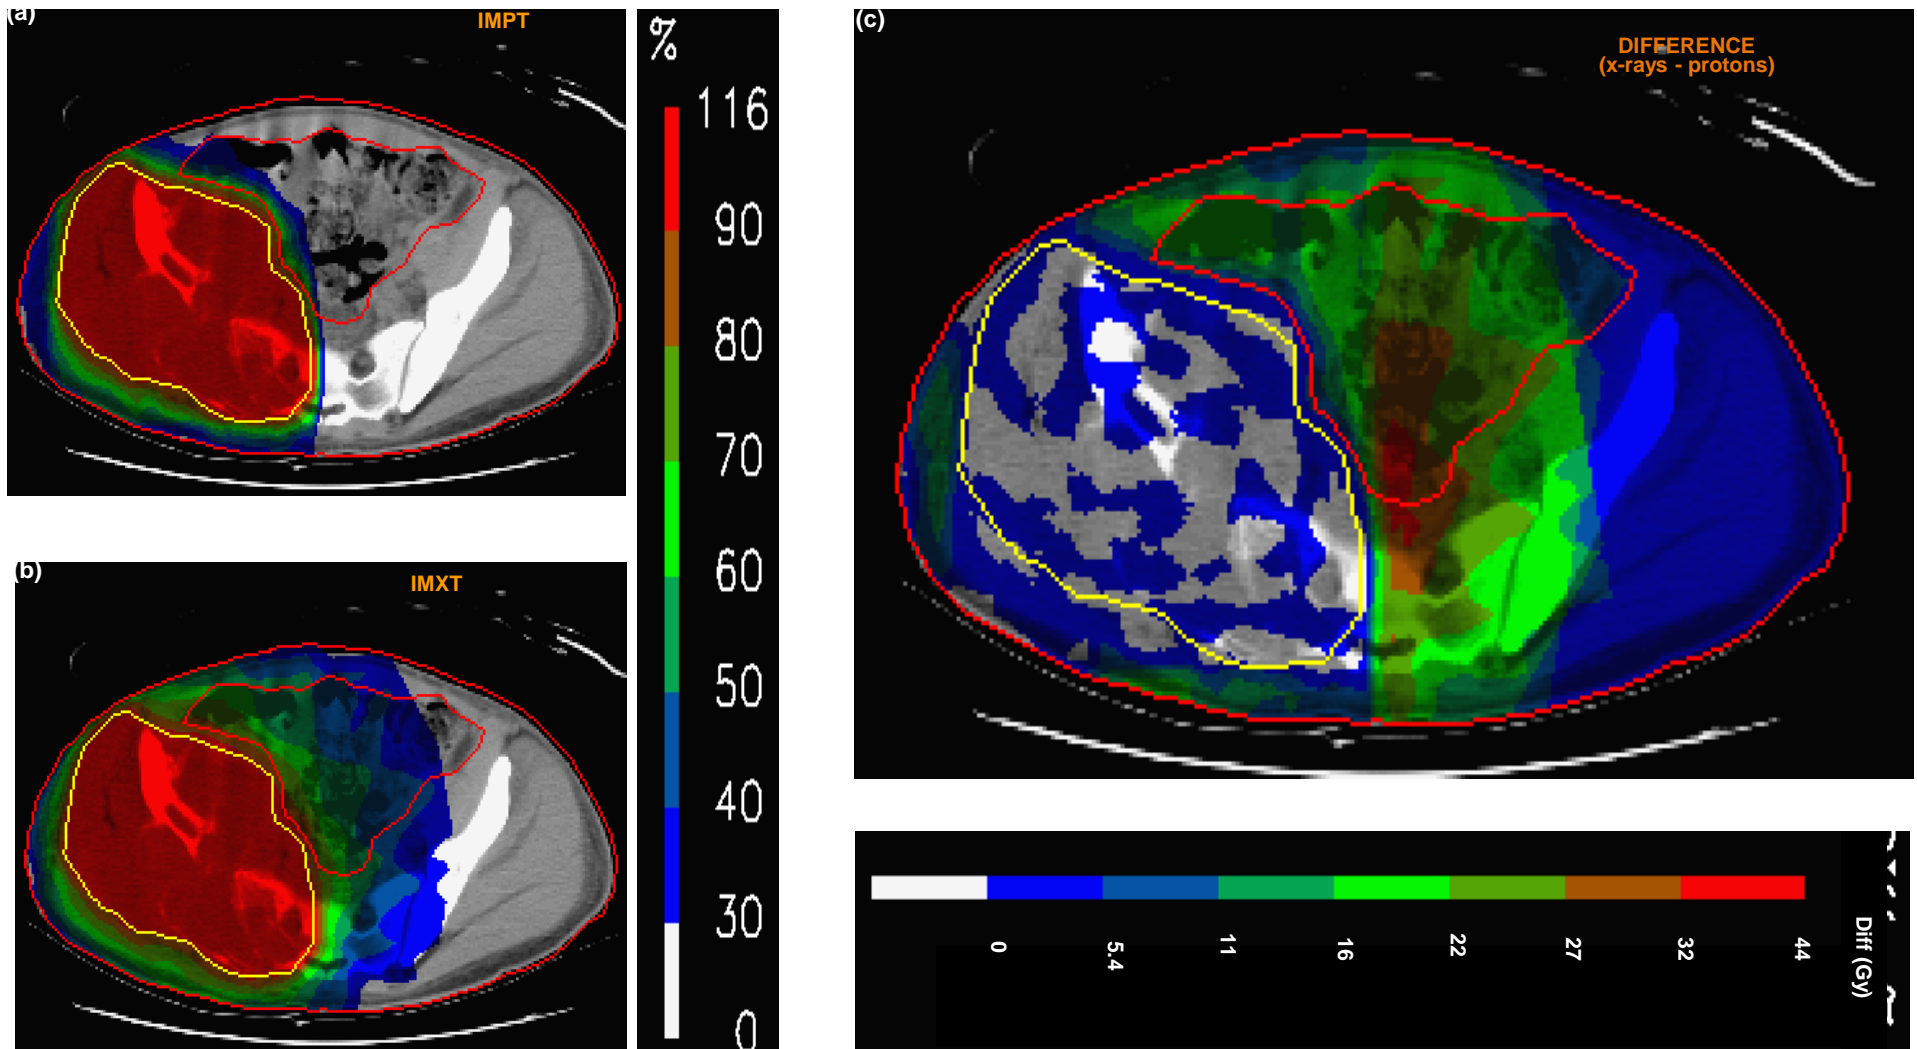 (a)
IMPT
%
116
90
80
70
60
50
40
30
0
(b)
IMXT
(c)
DIFFERENCE
(x-rays - protons)
0
5.4
11
16
22
27
32
44
Diff (Gy)